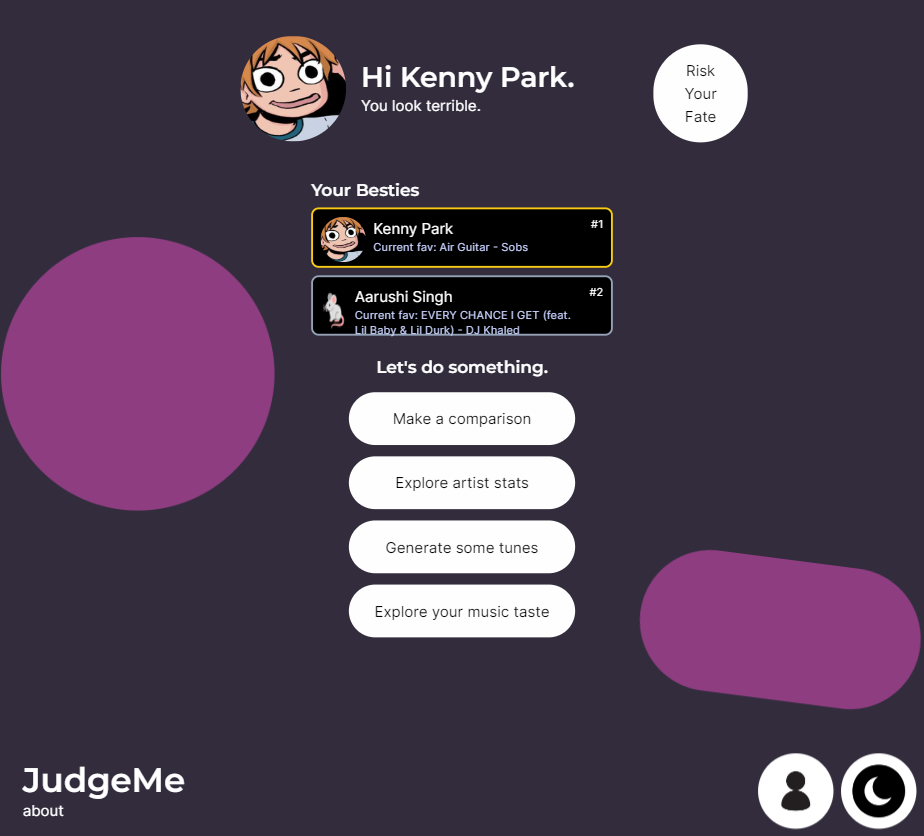 Hi Kenny Park.
You look terrible.
Risk
Your
Fate
Your Besties
Kenny Park
#1
Current fav: Air Guitar - Sobs
Aarushi Singh
#2
Current fav: EVERY CHANCE I GET (feat.
Lil Baby & Lil Durk) - DJ Khaled
Let's do something.
Make a comparison
Explore artist stats
Generate some tunes
Explore your music taste
JudgeMe
about